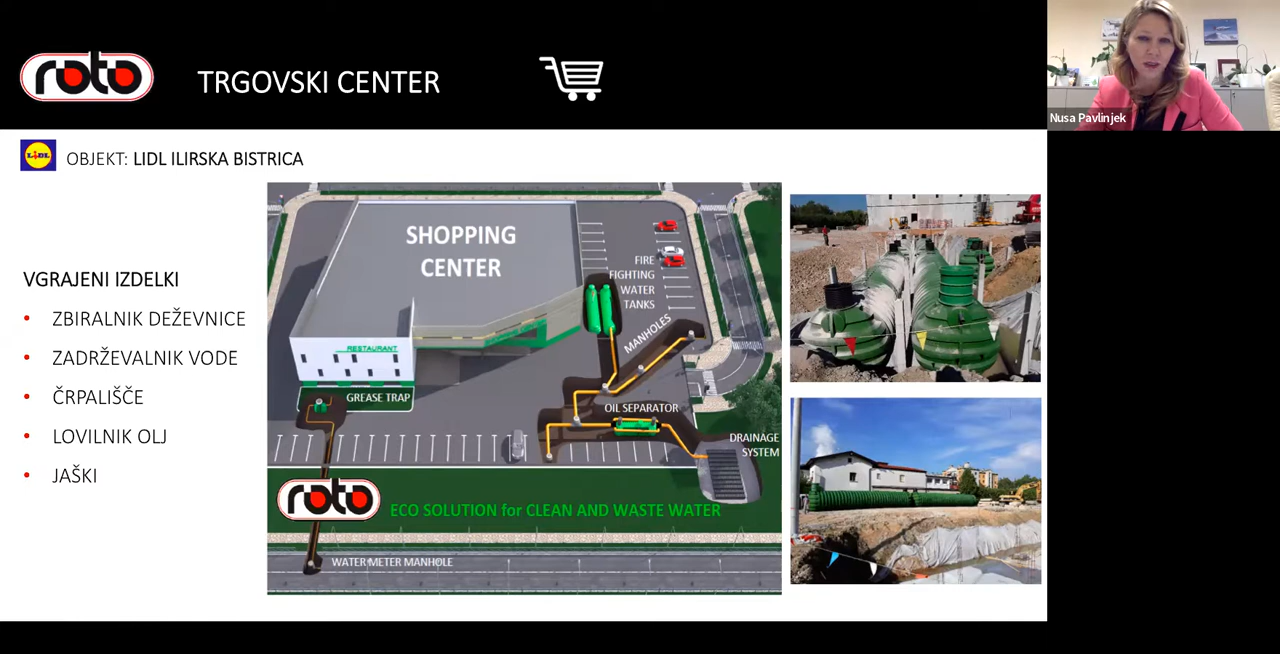 roto
TRGOVSKI CENTER
Nusa Pavlinjek
LIDL
OBJEKT: LIDL ILIRSKA BISTRICA
VGRAJENI IZDELKI
• ZBIRALNIK DEŽEVNICE
• ZADRŽEVALNIK VODE
• ČRPALIŠČE
• LOVILNIK OLJ
• JAŠKI
SHOPPING
CENTER
FIRE
FIGHTING
WATER
TANKS
MANHOLES
RESTAURANT
GREASE TRAP
OIL SEPARATOR
DRAINAGE
SYSTEM
roto
ECO SOLUTION for CLEAN AND WASTE WATER
WATER METER MANHOLE